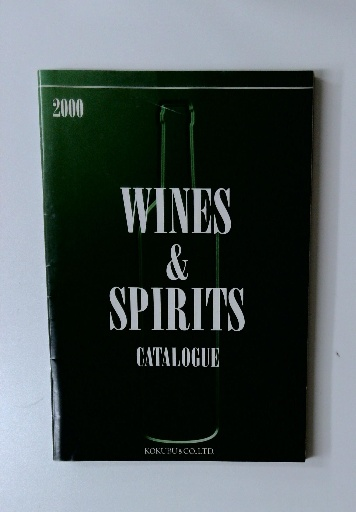 2000
WINES
&
SPIRITS
CATALOGUE
KOKUBU & CO., LTD.